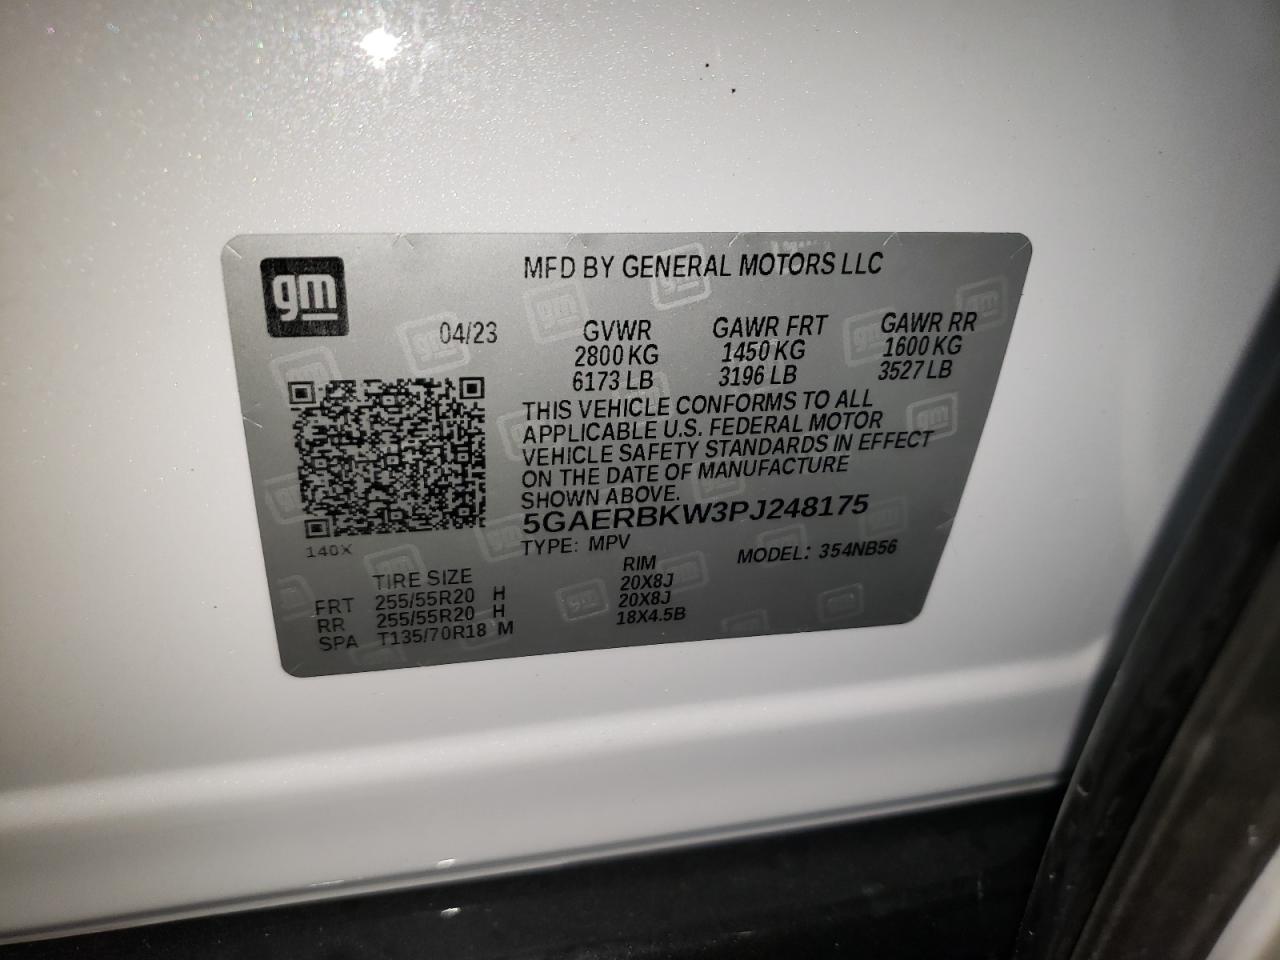 gm
MFD BY GENERAL MOTORS LLC
04/23 GVWR GAWR FRT GAWR RR
2800 KG 1450 KG 1600 KG
6173 LB 3196 LB 3527 LB
THIS VEHICLE CONFORMS TO ALL
APPLICABLE U.S. FEDERAL MOTOR
VEHICLE SAFETY STANDARDS IN EFFECT
ON THE DATE OF MANUFACTURE
SHOWN ABOVE.
5GAERBKW3PJ248175
140X
TYPE: MPV MODEL: 354NB56
TIRE SIZE RIM
FRT 255/55R20 H 20X8J
RR 255/55R20 H 20X8J
SPA T135/70R18 M 18X4.5B